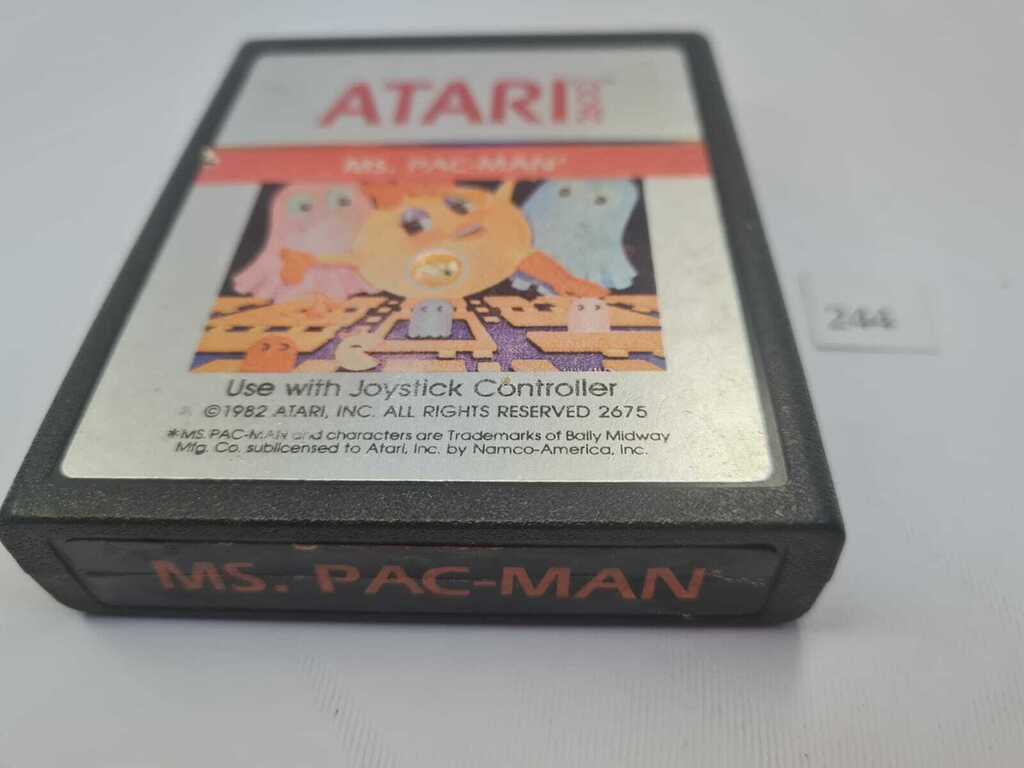 ATARI 2600™
MS. PAC-MAN*
Use with Joystick Controller
©1982 ATARI, INC. ALL RIGHTS RESERVED 2675
*MS. PAC-MAN and characters are Trademarks of Bally Midway
Mfg. Co. sublicensed to Atari, Inc. by Namco-America, Inc.
MS. PAC-MAN*
244